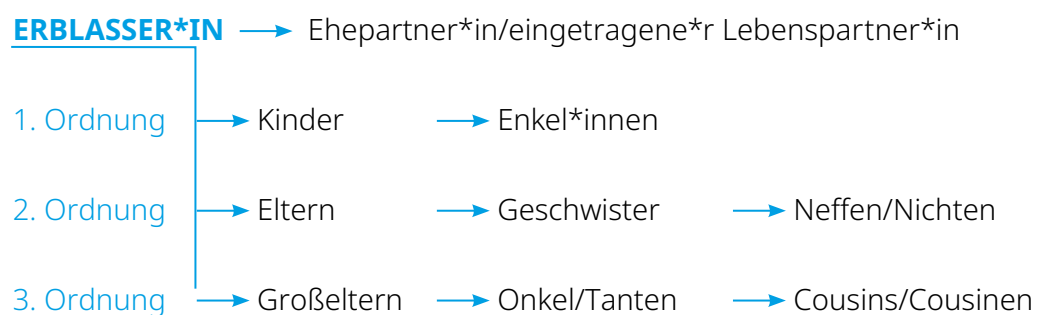 ERBLASSER*IN Ehepartner*in/eingetragene*r Lebenspartner*in
1. Ordnung Kinder Enkel*innen
2. Ordnung Eltern Geschwister Neffen/Nichten
3. Ordnung Großeltern Onkel/Tanten Cousins/Cousinen